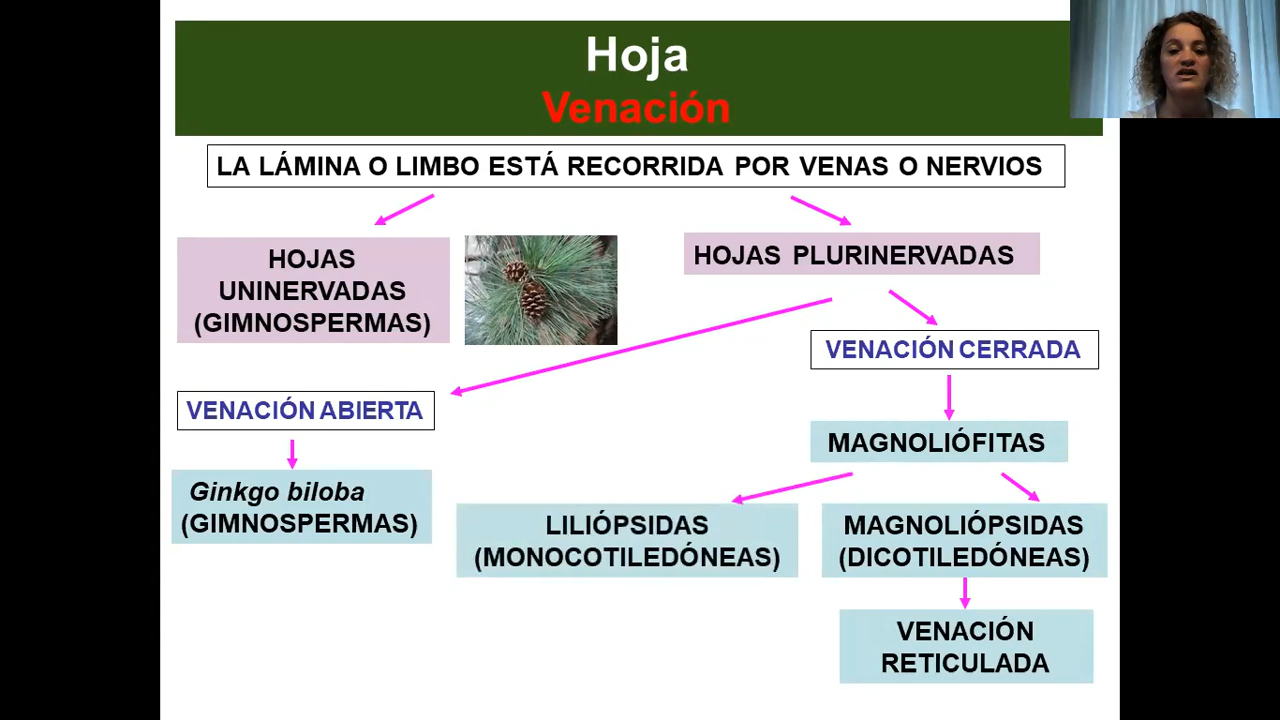 Hoja
Venación
LA LÁMINA O LIMBO ESTÁ RECORRIDA POR VENAS O NERVIOS
HOJAS
UNINERVADAS
(GIMNOSPERMAS)
HOJAS PLURINERVADAS
VENACIÓN CERRADA
VENACIÓN ABIERTA
MAGNOLIÓFITAS
Ginkgo biloba
(GIMNOSPERMAS)
LILIÓPSIDAS
(MONOCOTILEDÓNEAS)
MAGNOLIÓPSIDAS
(DICOTILEDÓNEAS)
VENACIÓN
RETICULADA